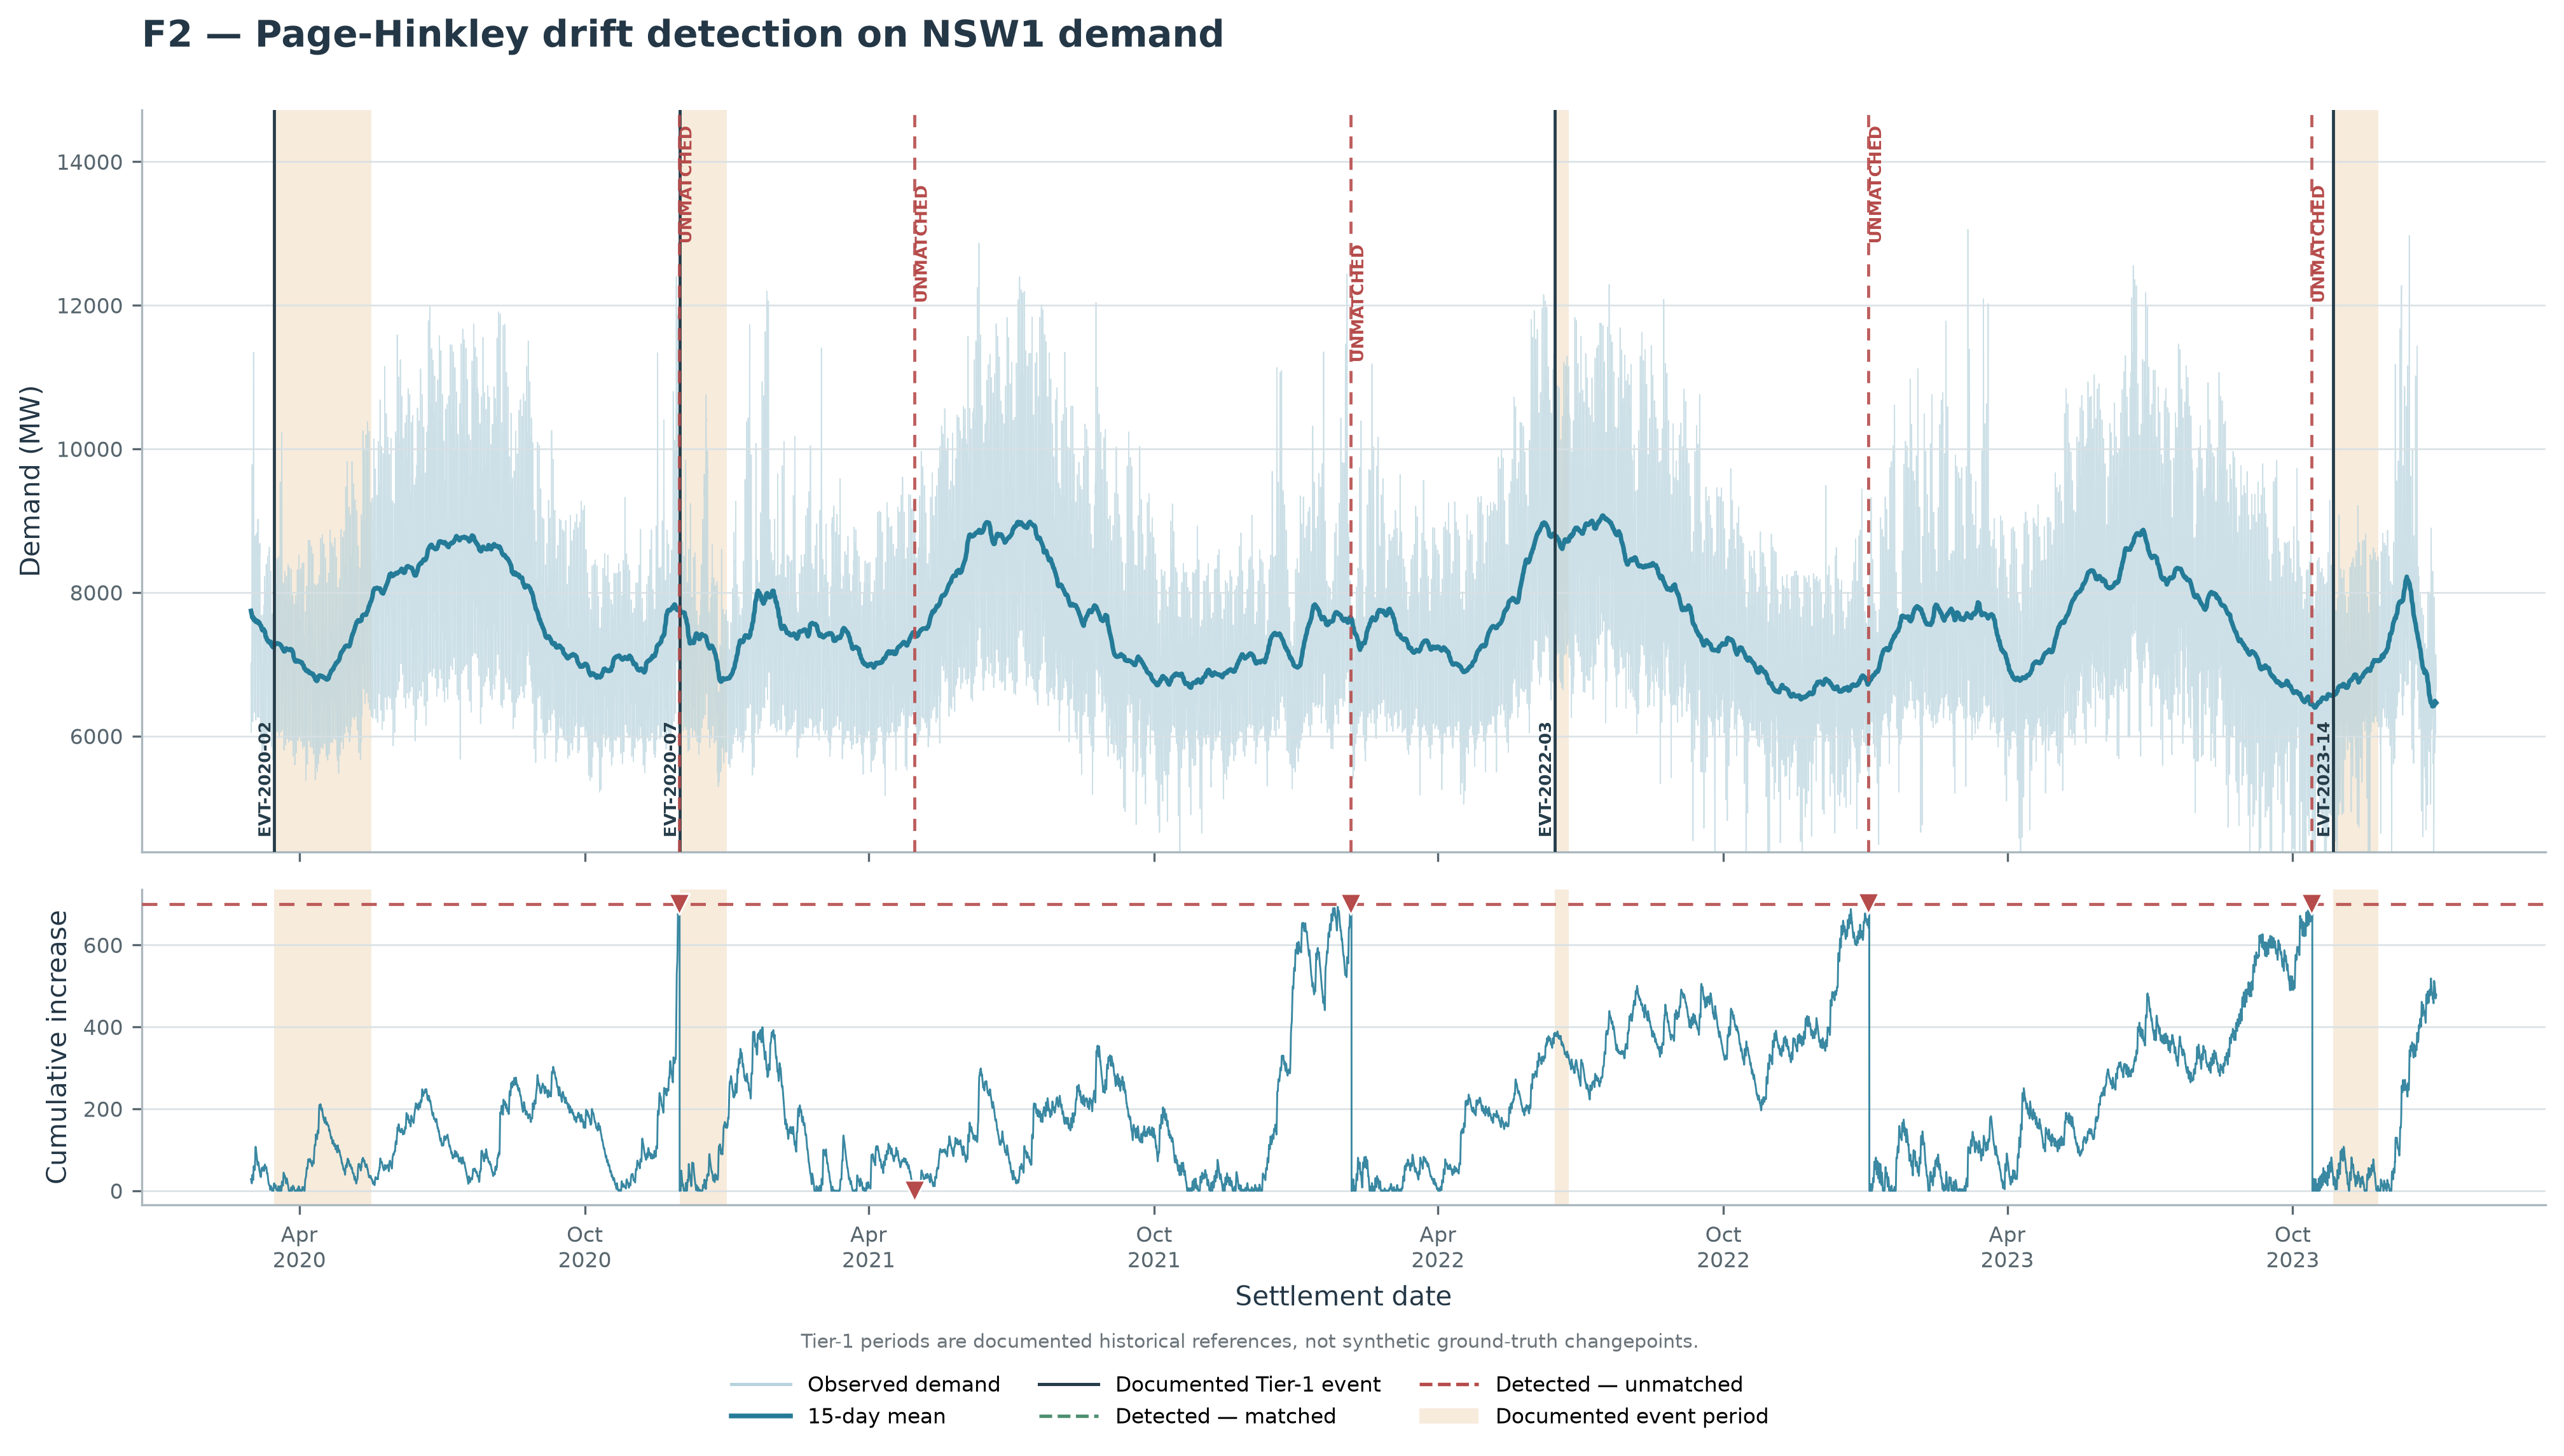 F2 — Page-Hinkley drift detection on NSW1 demand
Demand (MW)
14000
12000
10000
8000
6000
UNMATCHED
UNMATCHED
UNMATCHED
UNMATCHED
UNMATCHED
EVT-2020-02
EVT-2020-07
EVT-2022-03
EVT-2023-14
Cumulative increase
600
400
200
0
Apr
2020
Oct
2020
Apr
2021
Oct
2021
Apr
2022
Oct
2022
Apr
2023
Oct
2023
Settlement date
Tier-1 periods are documented historical references, not synthetic ground-truth changepoints.
Observed demand
15-day mean
Documented Tier-1 event
Detected — matched
Detected — unmatched
Documented event period